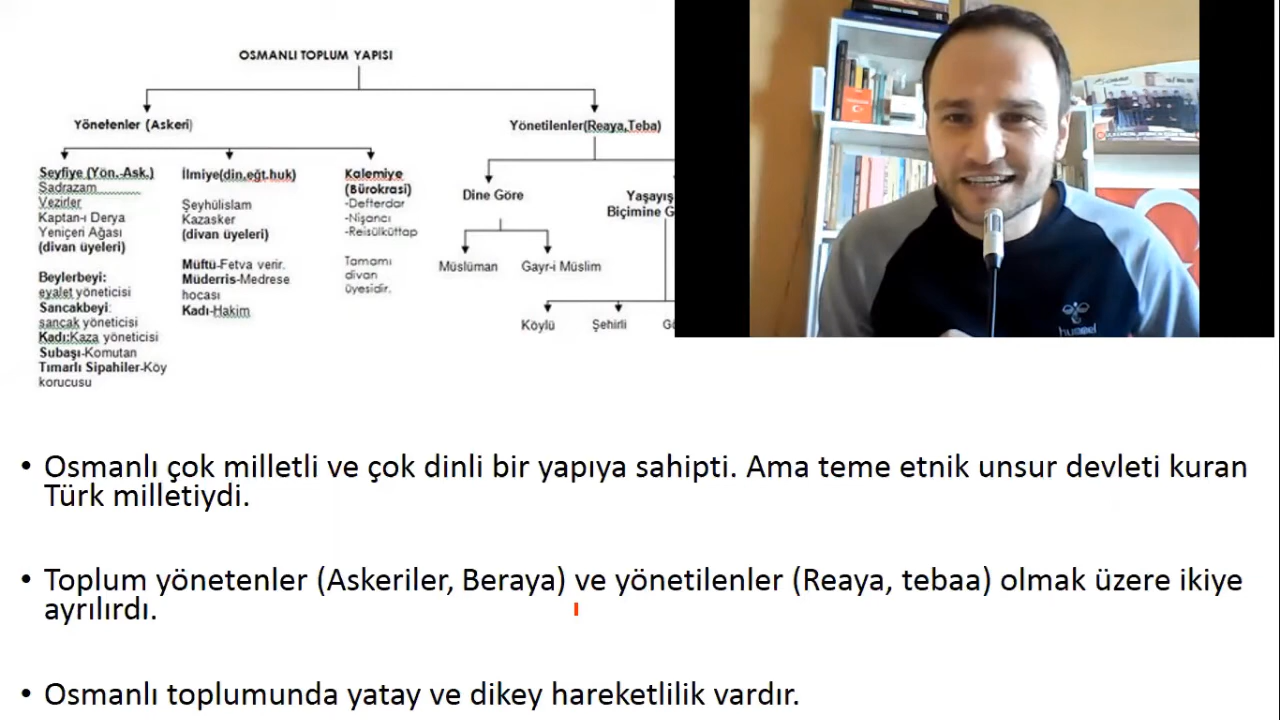 OSMANLI TOPLUM YAPISI
Yönetenler (Askerî)
Yönetilenler(Reaya,Teba)
Seyfiye (Yön.-Ask.)
Sadrazam
Vezirler
Kaptan-ı Derya
Yeniçeri Ağası
(divan üyeleri)
Beylerbeyi:
eyalet yöneticisi
Sancakbeyi:
sancak yöneticisi
Kadı:Kaza yöneticisi
Subaşı-Komutan
Tımarlı Sipahiler-Köy
korucusu
İlmiye(din,eğt.huk)
Şeyhülislam
Kazasker
(divan üyeleri)
Müftü-Fetva verir.
Müderris-Medrese
hocası
Kadı-Hakim
Kalemiye
(Bürokrasi)
-Defterdar
-Nişancı
-Reisülküttap
Tamamı
divan
üyesidir.
Dine Göre
Müslüman
Gayr-i Müslim
Yaşayış
Biçimine G
Köylü
Şehirli
hummel
• Osmanlı çok milletli ve çok dinli bir yapıya sahipti. Ama teme etnik unsur devleti kuran
Türk milletiydi.
• Toplum yönetenler (Askeriler, Beraya) ve yönetilenler (Reaya, tebaa) olmak üzere ikiye
ayrılırdı.
• Osmanlı toplumunda yatay ve dikey hareketlilik vardır.